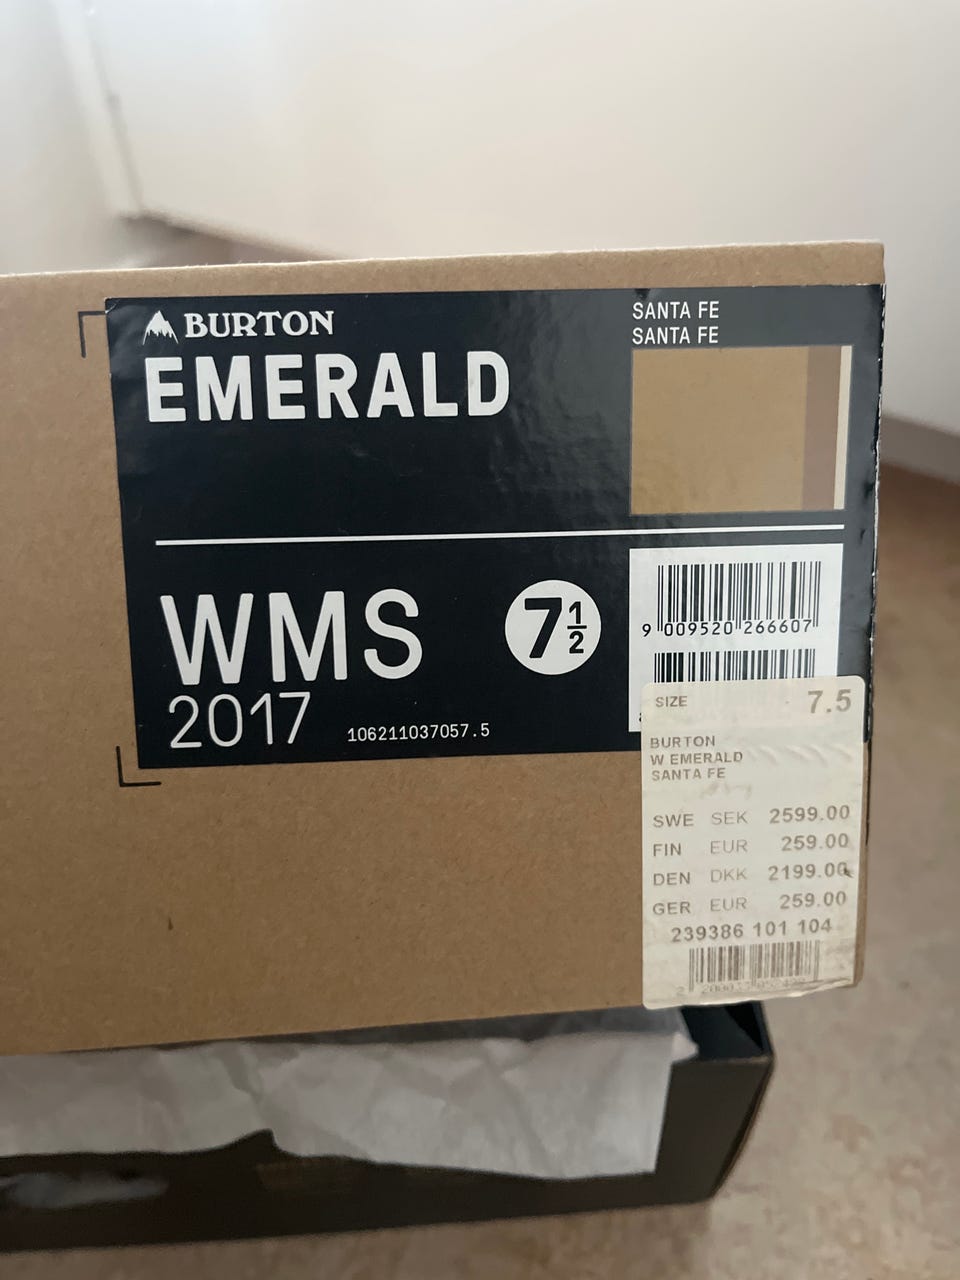 BURTON
EMERALD
SANTA FE
SANTA FE
WMS
7 1/2
2017
106211037057.5
9 009520 266607
SIZE 7.5
BURTON
W EMERALD
SANTA FE
SWE SEK 2599.00
FIN EUR 259.00
DEN DKK 2199.00
GER EUR 259.00
239386 101 104